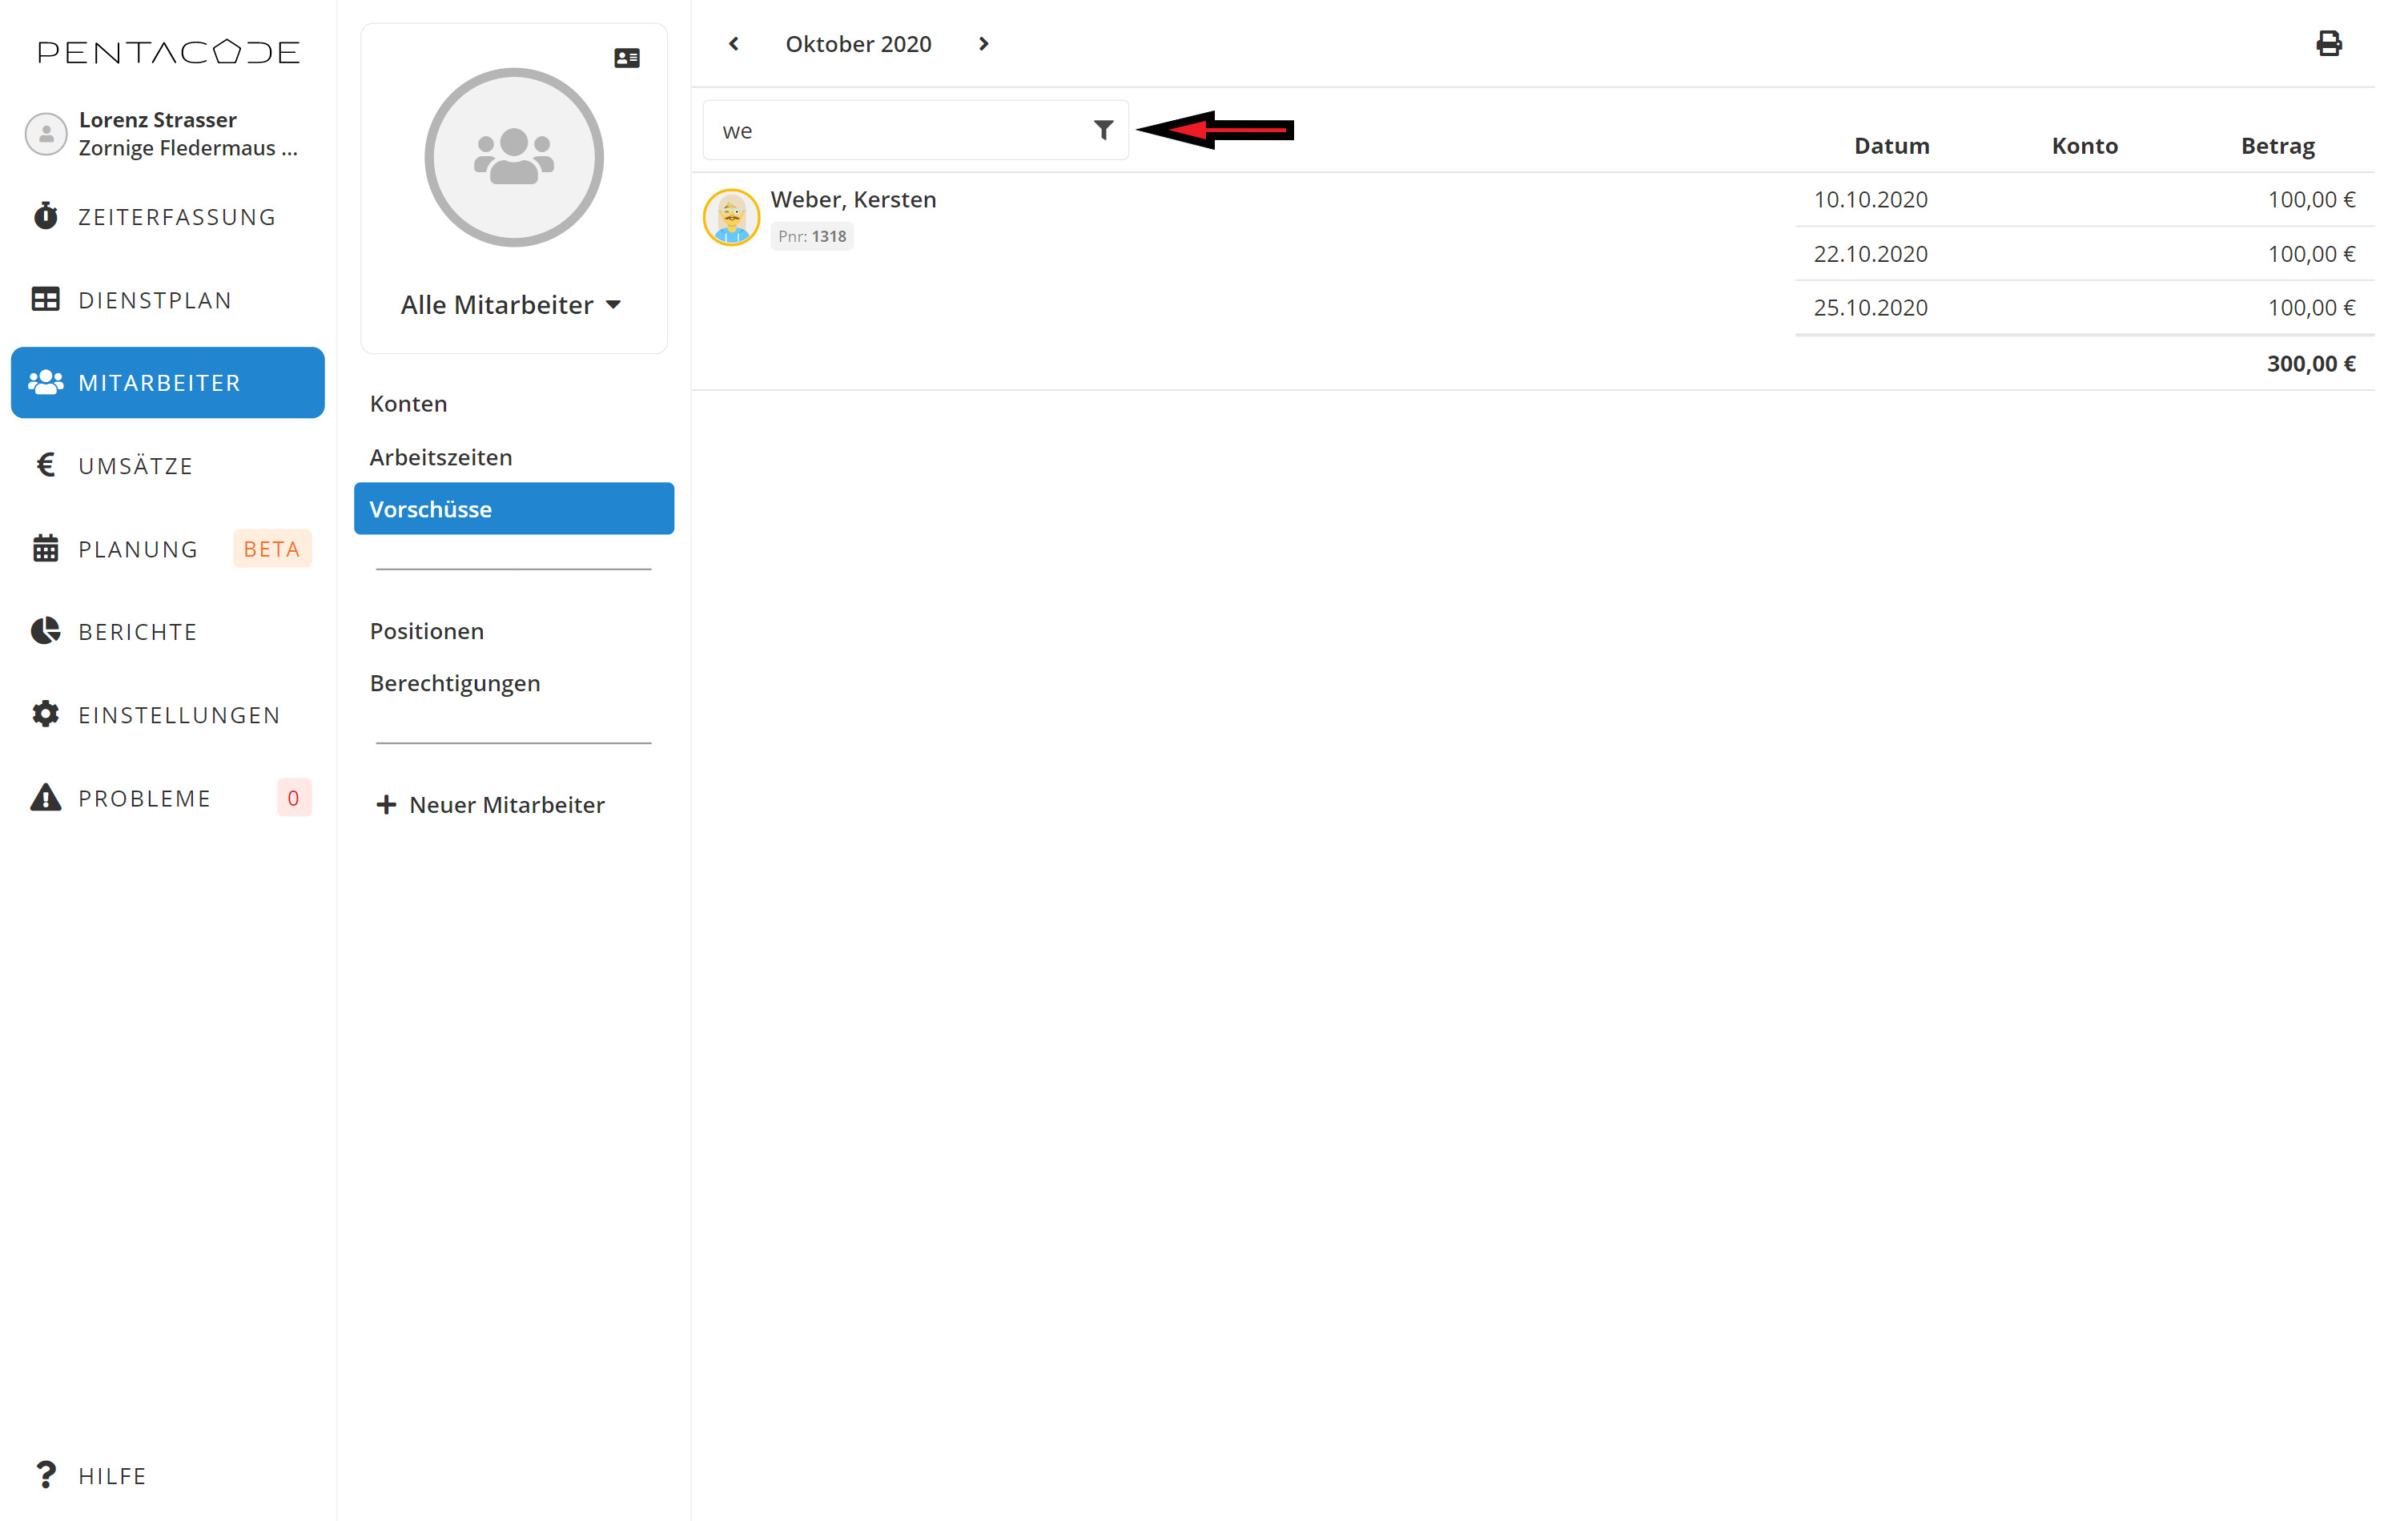 PENTACODE
Lorenz Strasser
Zornige Fledermaus ...
ZEITERFASSUNG
DIENSTPLAN
MITARBEITER
UMSÄTZE
PLANUNG BETA
BERICHTE
EINSTELLUNGEN
PROBLEME 0
HILFE
Alle Mitarbeiter
Konten
Arbeitszeiten
Vorschüsse
Positionen
Berechtigungen
Neuer Mitarbeiter
Oktober 2020
we
Datum Konto Betrag
Weber, Kersten
Pnr: 1318
10.10.2020 100,00 €
22.10.2020 100,00 €
25.10.2020 100,00 €
300,00 €